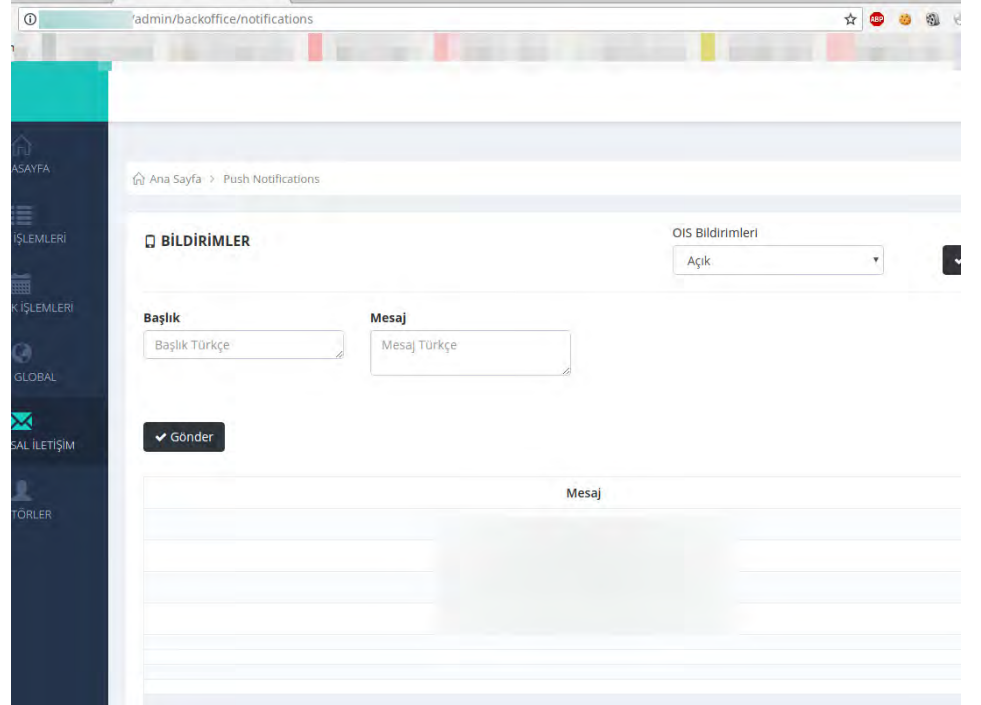 /admin/backoffice/notifications
ABP
ASAYFA
İŞLEMLERİ
K İŞLEMLERİ
GLOBAL
SAL İLETİŞİM
TÖRLER
Ana Sayfa > Push Notifications
BİLDİRİMLER
OIS Bildirimleri
Açık
Başlık
Mesaj
Başlık Türkçe
Mesaj Türkçe
Gönder
Mesaj